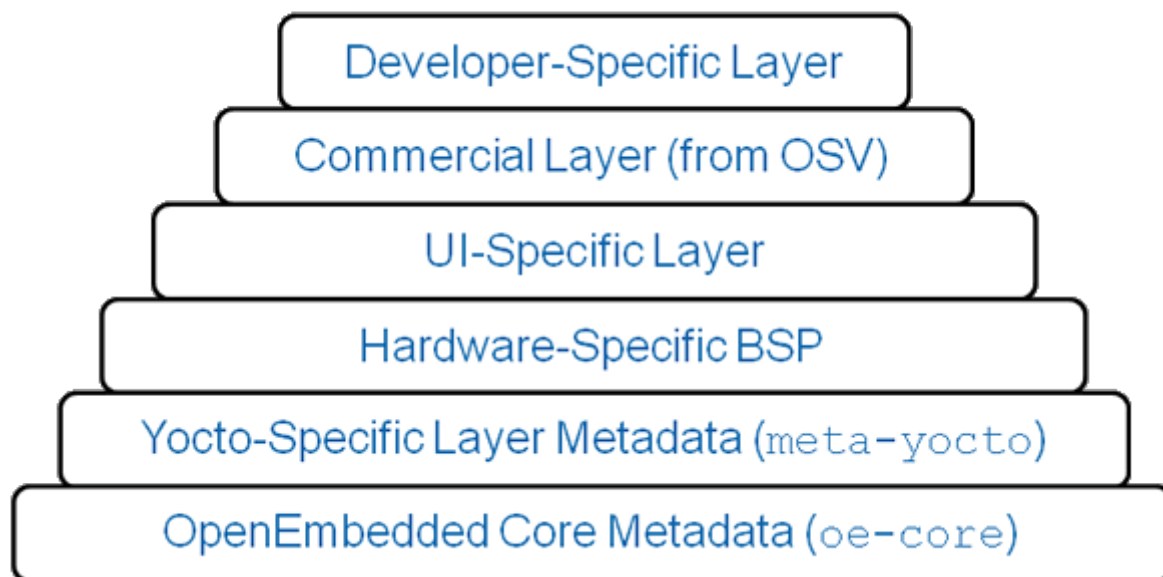 Developer-Specific Layer
Commercial Layer (from OSV)
UI-Specific Layer
Hardware-Specific BSP
Yocto-Specific Layer Metadata (meta-yocto)
OpenEmbedded Core Metadata (oe-core)